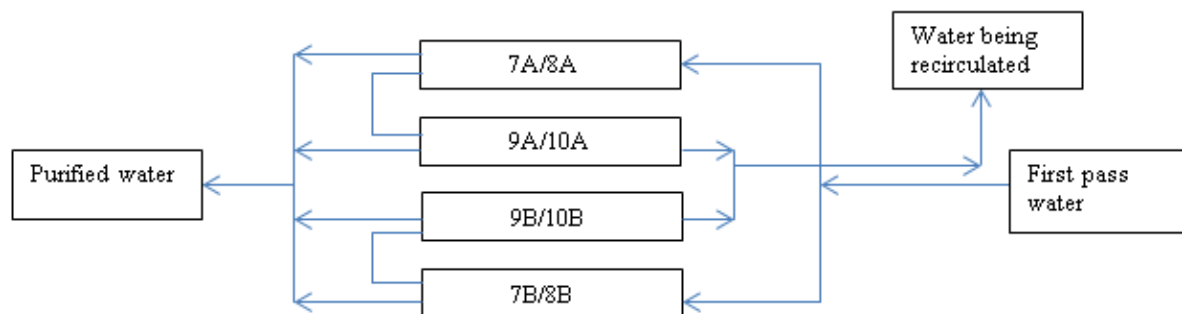 7A/8A
Water being
recirculated
9A/10A
Purified water
First pass
water
9B/10B
7B/8B